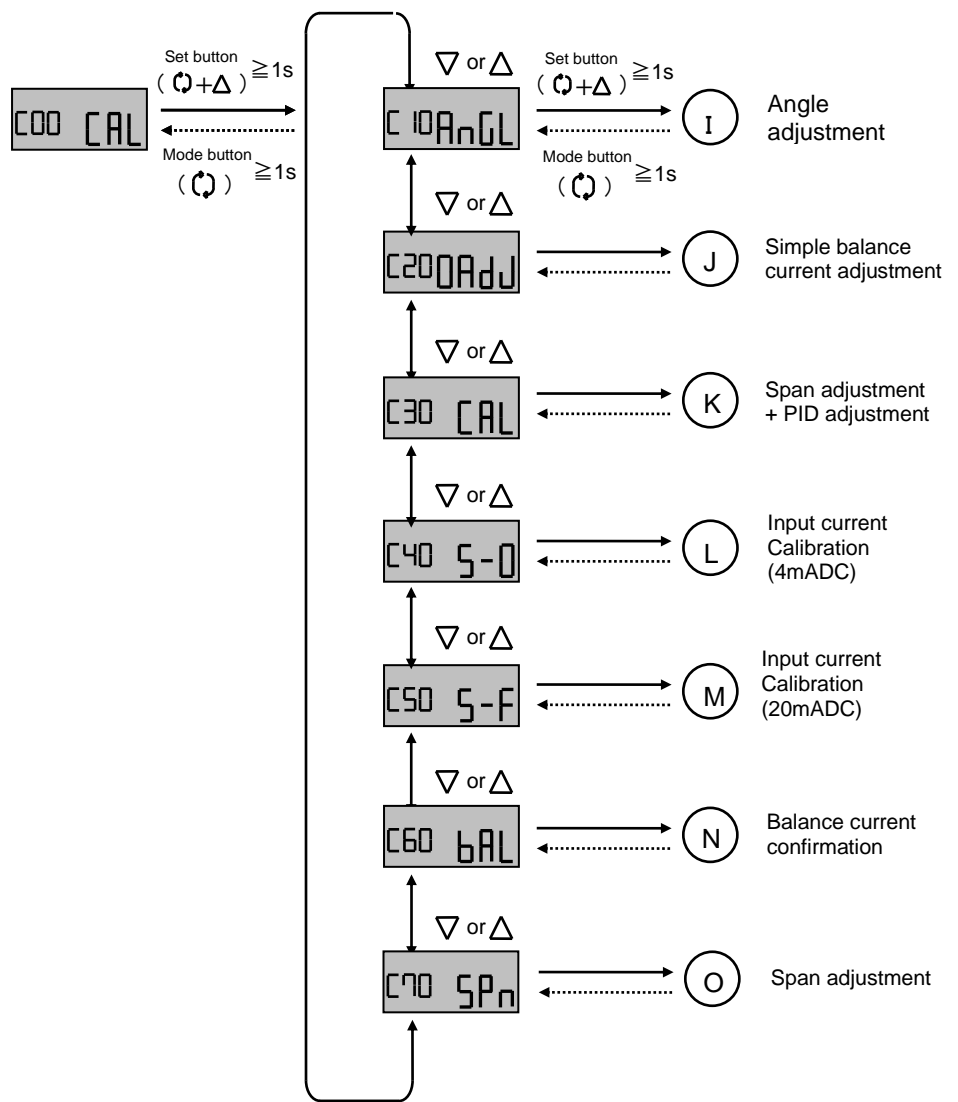 ▽ or △
Set button
( +△) ≧1s
Set button
( +△) ≧1s
C00 CAL
C10 AnGL
I
Angle
adjustment
Mode button
( ) ≧1s
Mode button
( ) ≧1s
▽ or △
C20 0AdJ
J
Simple balance
current adjustment
▽ or △
C30 CAL
K
Span adjustment
+ PID adjustment
▽ or △
C40 S-0
L
Input current
Calibration
(4mADC)
▽ or △
C50 S-F
M
Input current
Calibration
(20mADC)
▽ or △
C60 bAL
N
Balance current
confirmation
▽ or △
C70 SPn
O
Span adjustment